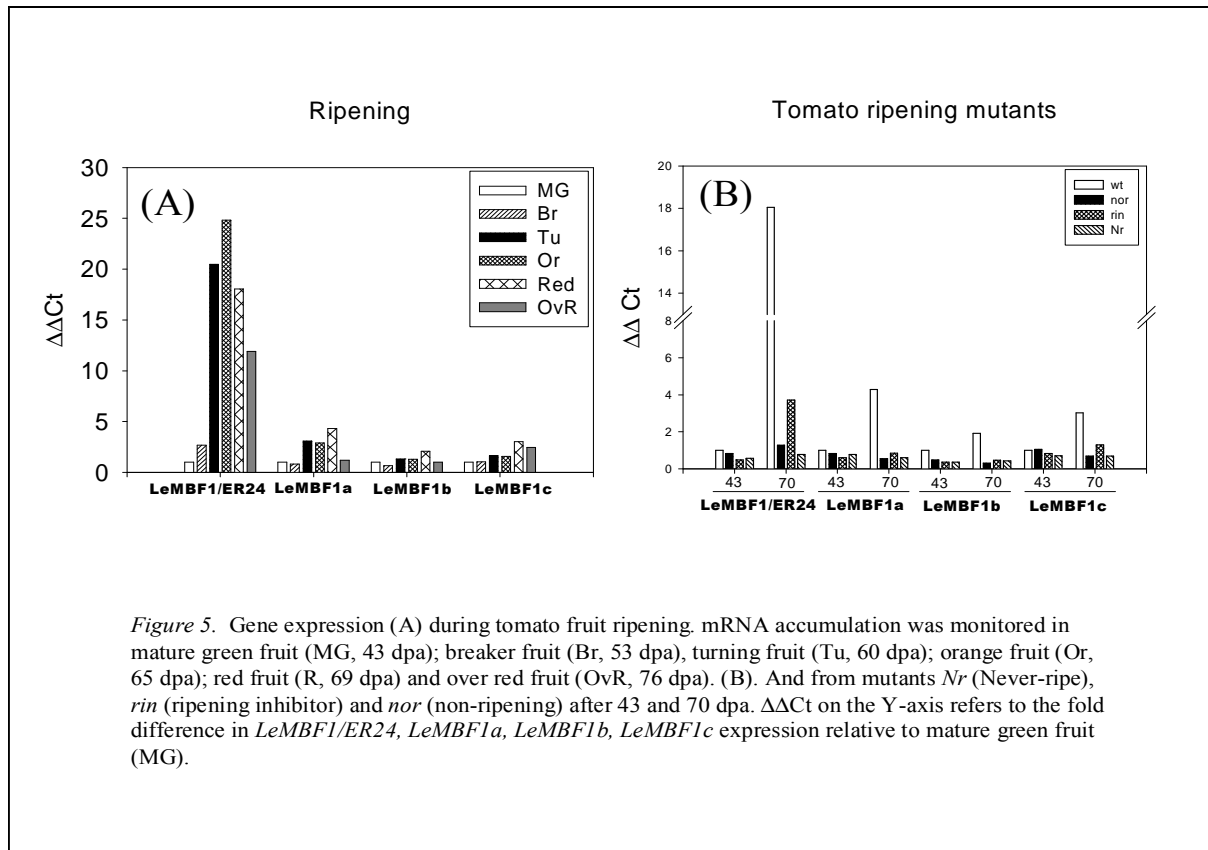 Ripening
Tomato ripening mutants
(A)
30
25
20
15
10
5
0
ΔΔCt
MG
Br
Tu
Or
Red
OvR
LeMBF1/ER24 LeMBF1a LeMBF1b LeMBF1c
(B)
20
18
16
14
8
6
4
2
0
ΔΔ Ct
wt
nor
rin
Nr
43 70 43 70 43 70 43 70
LeMBF1/ER24 LeMBF1a LeMBF1b LeMBF1c
Figure 5. Gene expression (A) during tomato fruit ripening. mRNA accumulation was monitored in
mature green fruit (MG, 43 dpa); breaker fruit (Br, 53 dpa), turning fruit (Tu, 60 dpa); orange fruit (Or,
65 dpa); red fruit (R, 69 dpa) and over red fruit (OvR, 76 dpa). (B). And from mutants Nr (Never-ripe),
rin (ripening inhibitor) and nor (non-ripening) after 43 and 70 dpa. ΔΔCt on the Y-axis refers to the fold
difference in LeMBF1/ER24, LeMBF1a, LeMBF1b, LeMBF1c expression relative to mature green fruit
(MG).